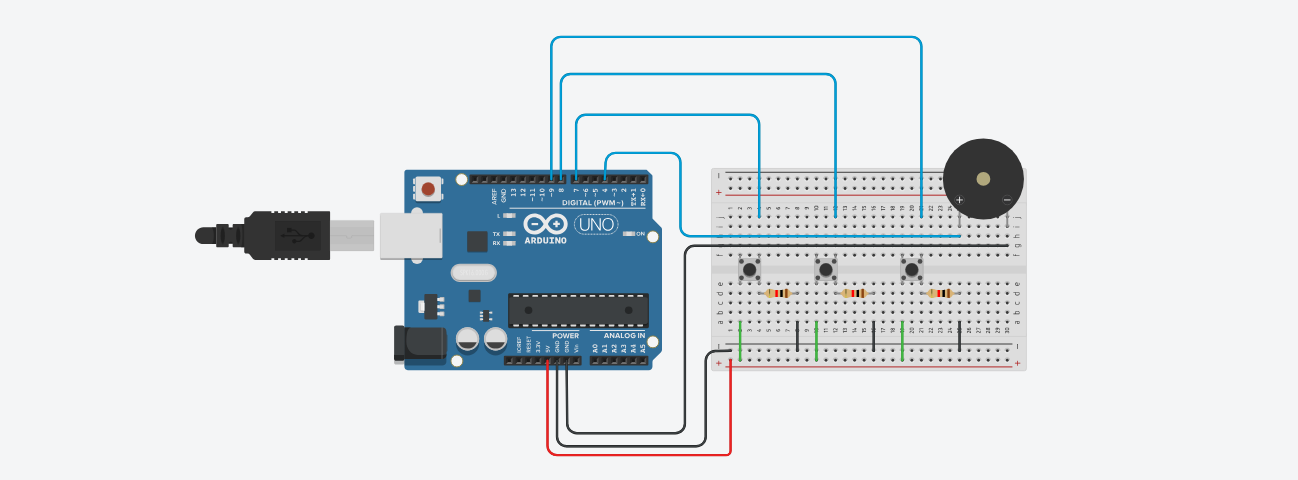 AREF
GND
13
12
~11
~10
~9
8
7
~6
~5
4
~3
2
TX→1
RX←0
DIGITAL (PWM~)
L
TX
RX
ARDUINO
UNO
ON
POWER
ANALOG IN
IOREF
RESET
3.3V
5V
GND
GND
Vin
A0
A1
A2
A3
A4
A5